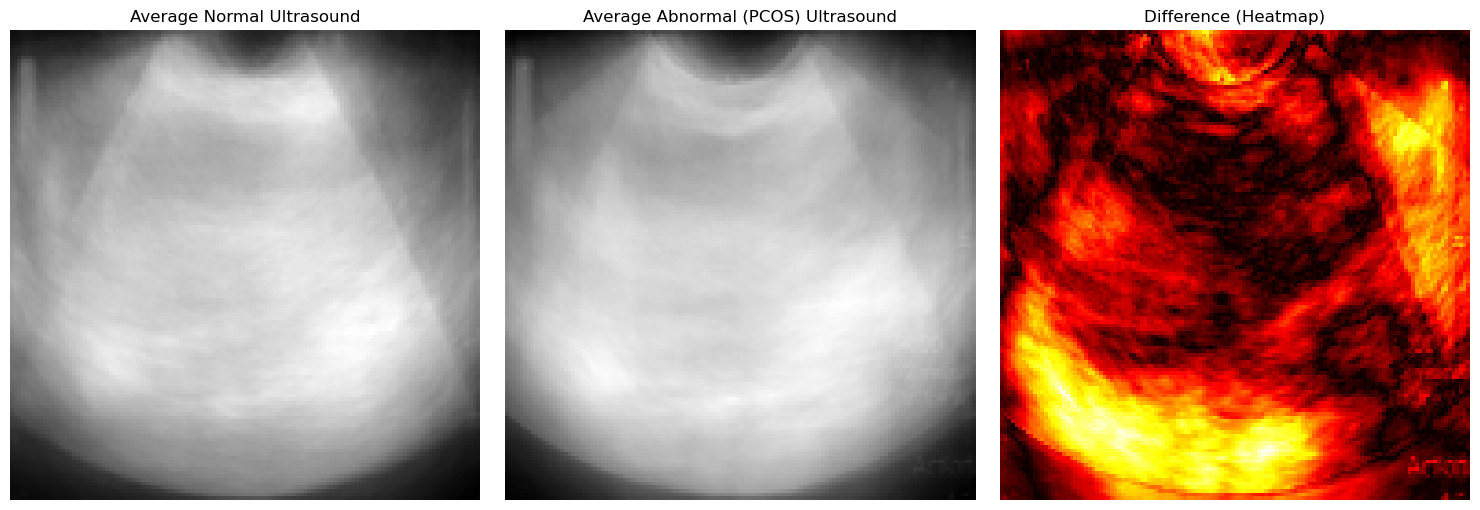 Average Normal Ultrasound
Average Abnormal (PCOS) Ultrasound
Difference (Heatmap)